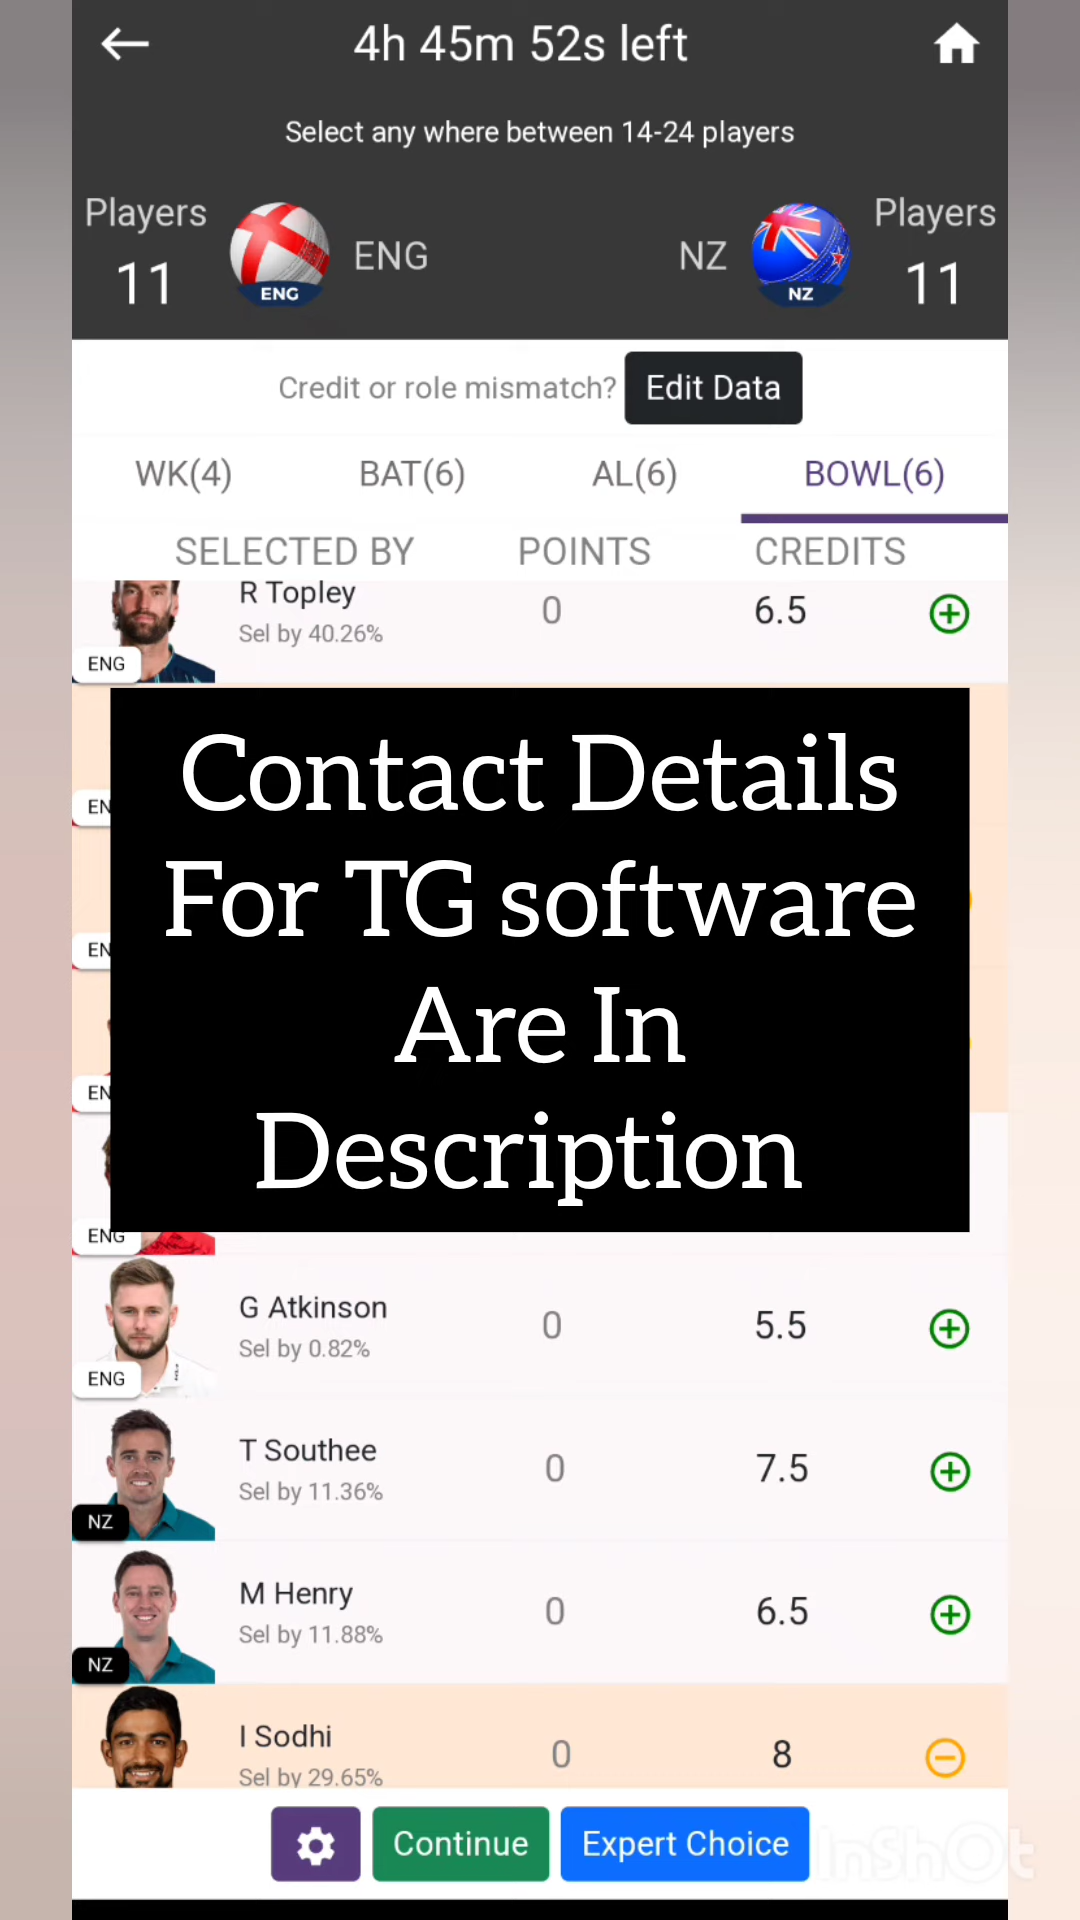 4h 45m 52s left
Select any where between 14-24 players
Players
11
ENG
ENG
NZ
NZ
Players
11
Credit or role mismatch? Edit Data
WK(4) BAT(6) AL(6) BOWL(6)
SELECTED BY POINTS CREDITS
R Topley
Sel by 40.26%
0 6.5
ENG
EN
EN
EN
Contact Details
For TG software
Are In
Description
ENG
G Atkinson
Sel by 0.82%
0 5.5
ENG
T Southee
Sel by 11.36%
0 7.5
NZ
M Henry
Sel by 11.88%
0 6.5
NZ
I Sodhi
Sel by 29.65%
0 8
Continue Expert Choice
InShOt